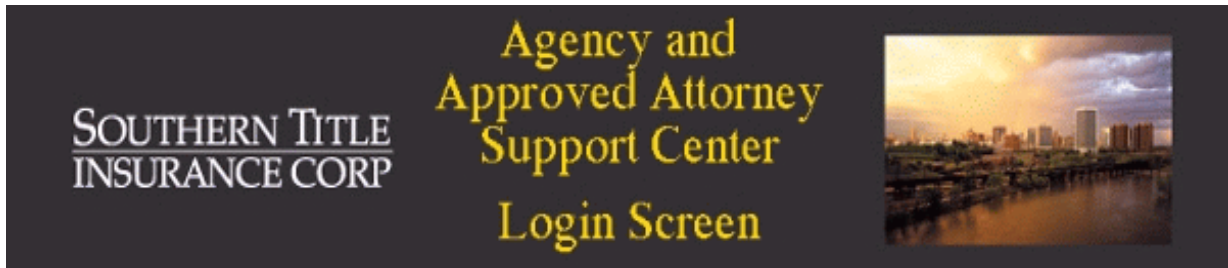 SOUTHERN TITLE
INSURANCE CORP
Agency and
Approved Attorney
Support Center
Login Screen